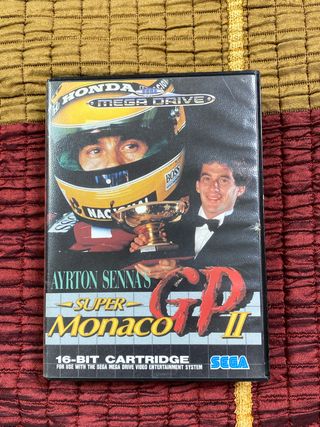 HONDA
MEGA DRIVE
BOSS
NACIONAL
AYRTON SENNA'S
SUPER
Monaco GP II
16-BIT CARTRIDGE
FOR USE WITH THE SEGA MEGA DRIVE VIDEO ENTERTAINMENT SYSTEM
SEGA